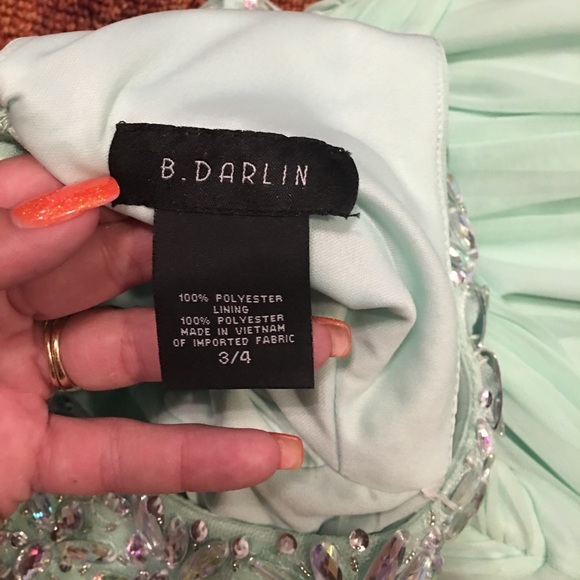 B. DARLIN
100% POLYESTER
LINING
100% POLYESTER
MADE IN VIETNAM
OF IMPORTED FABRIC
3/4